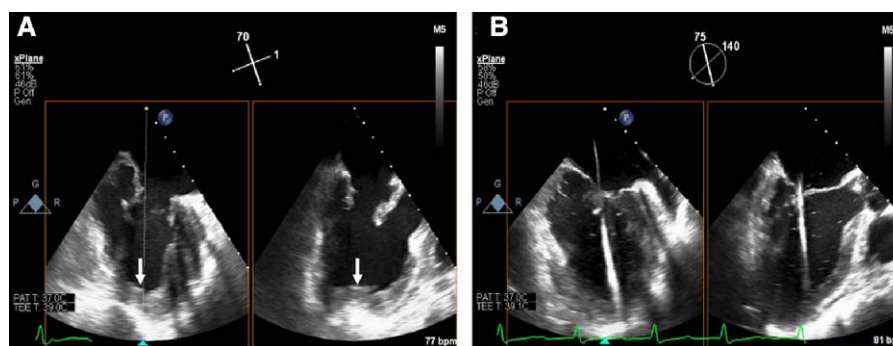 A
70
1
M5
xPlane
61%
61%
46dB
P Off
Gen
P
G
P R
PAT T: 37.0C
TEE T: 39.0C
77 bpm
B
75
140
M5
xPlane
58%
58%
46dB
P Off
Gen
P
G
P R
PAT T: 37.0C
TEE T: 39.1C
81 b